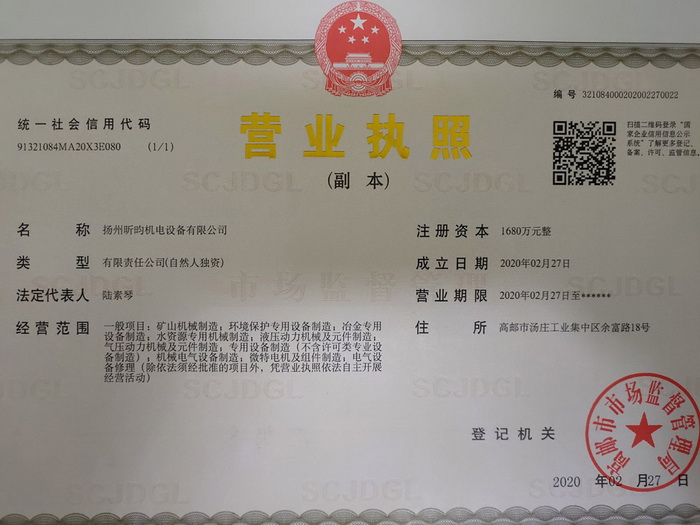 编号 321084000202002270022
统一社会信用代码
91321084MA20X3E080 (1/1)
营业执照
(副本)
扫描二维码登录“国
家企业信用信息公示
系统”了解更多登记、
备案、许可、监管信息。
名称 扬州昕昀机电设备有限公司
类型 有限责任公司(自然人独资)
法定代表人 陆素琴
经营范围 一般项目：矿山机械制造；环境保护专用设备制造；冶金专用
设备制造；水资源专用机械制造；液压动力机械及元件制造；
气压动力机械及元件制造；专用设备制造（不含许可类专业设
备制造）；机械电气设备制造；微特电机及组件制造；电气设
备修理（除依法须经批准的项目外，凭营业执照依法自主开展
经营活动）
注册资本 1680万元整
成立日期 2020年02月27日
营业期限 2020年02月27日至******
住所 高邮市汤庄工业集中区余富路18号
登记机关
高邮市市场监督管理局
2020 年02 月27日
SCJDGL
市场监督管理